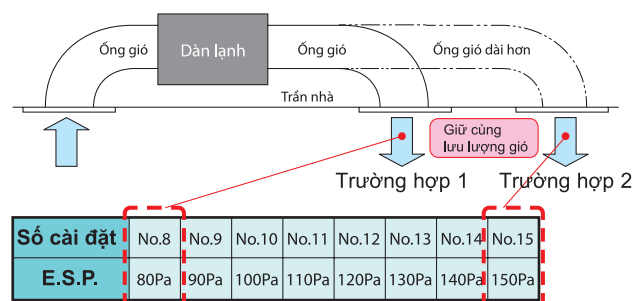 Ống gió
Dàn lạnh
Ống gió
Ống gió dài hơn
Trần nhà
Giữ cùng
lưu lượng gió
Trường hợp 1
Trường hợp 2
Số cài đặt No.8 No.9 No.10 No.11 No.12 No.13 No.14 No.15
E.S.P. 80Pa 90Pa 100Pa 110Pa 120Pa 130Pa 140Pa 150Pa